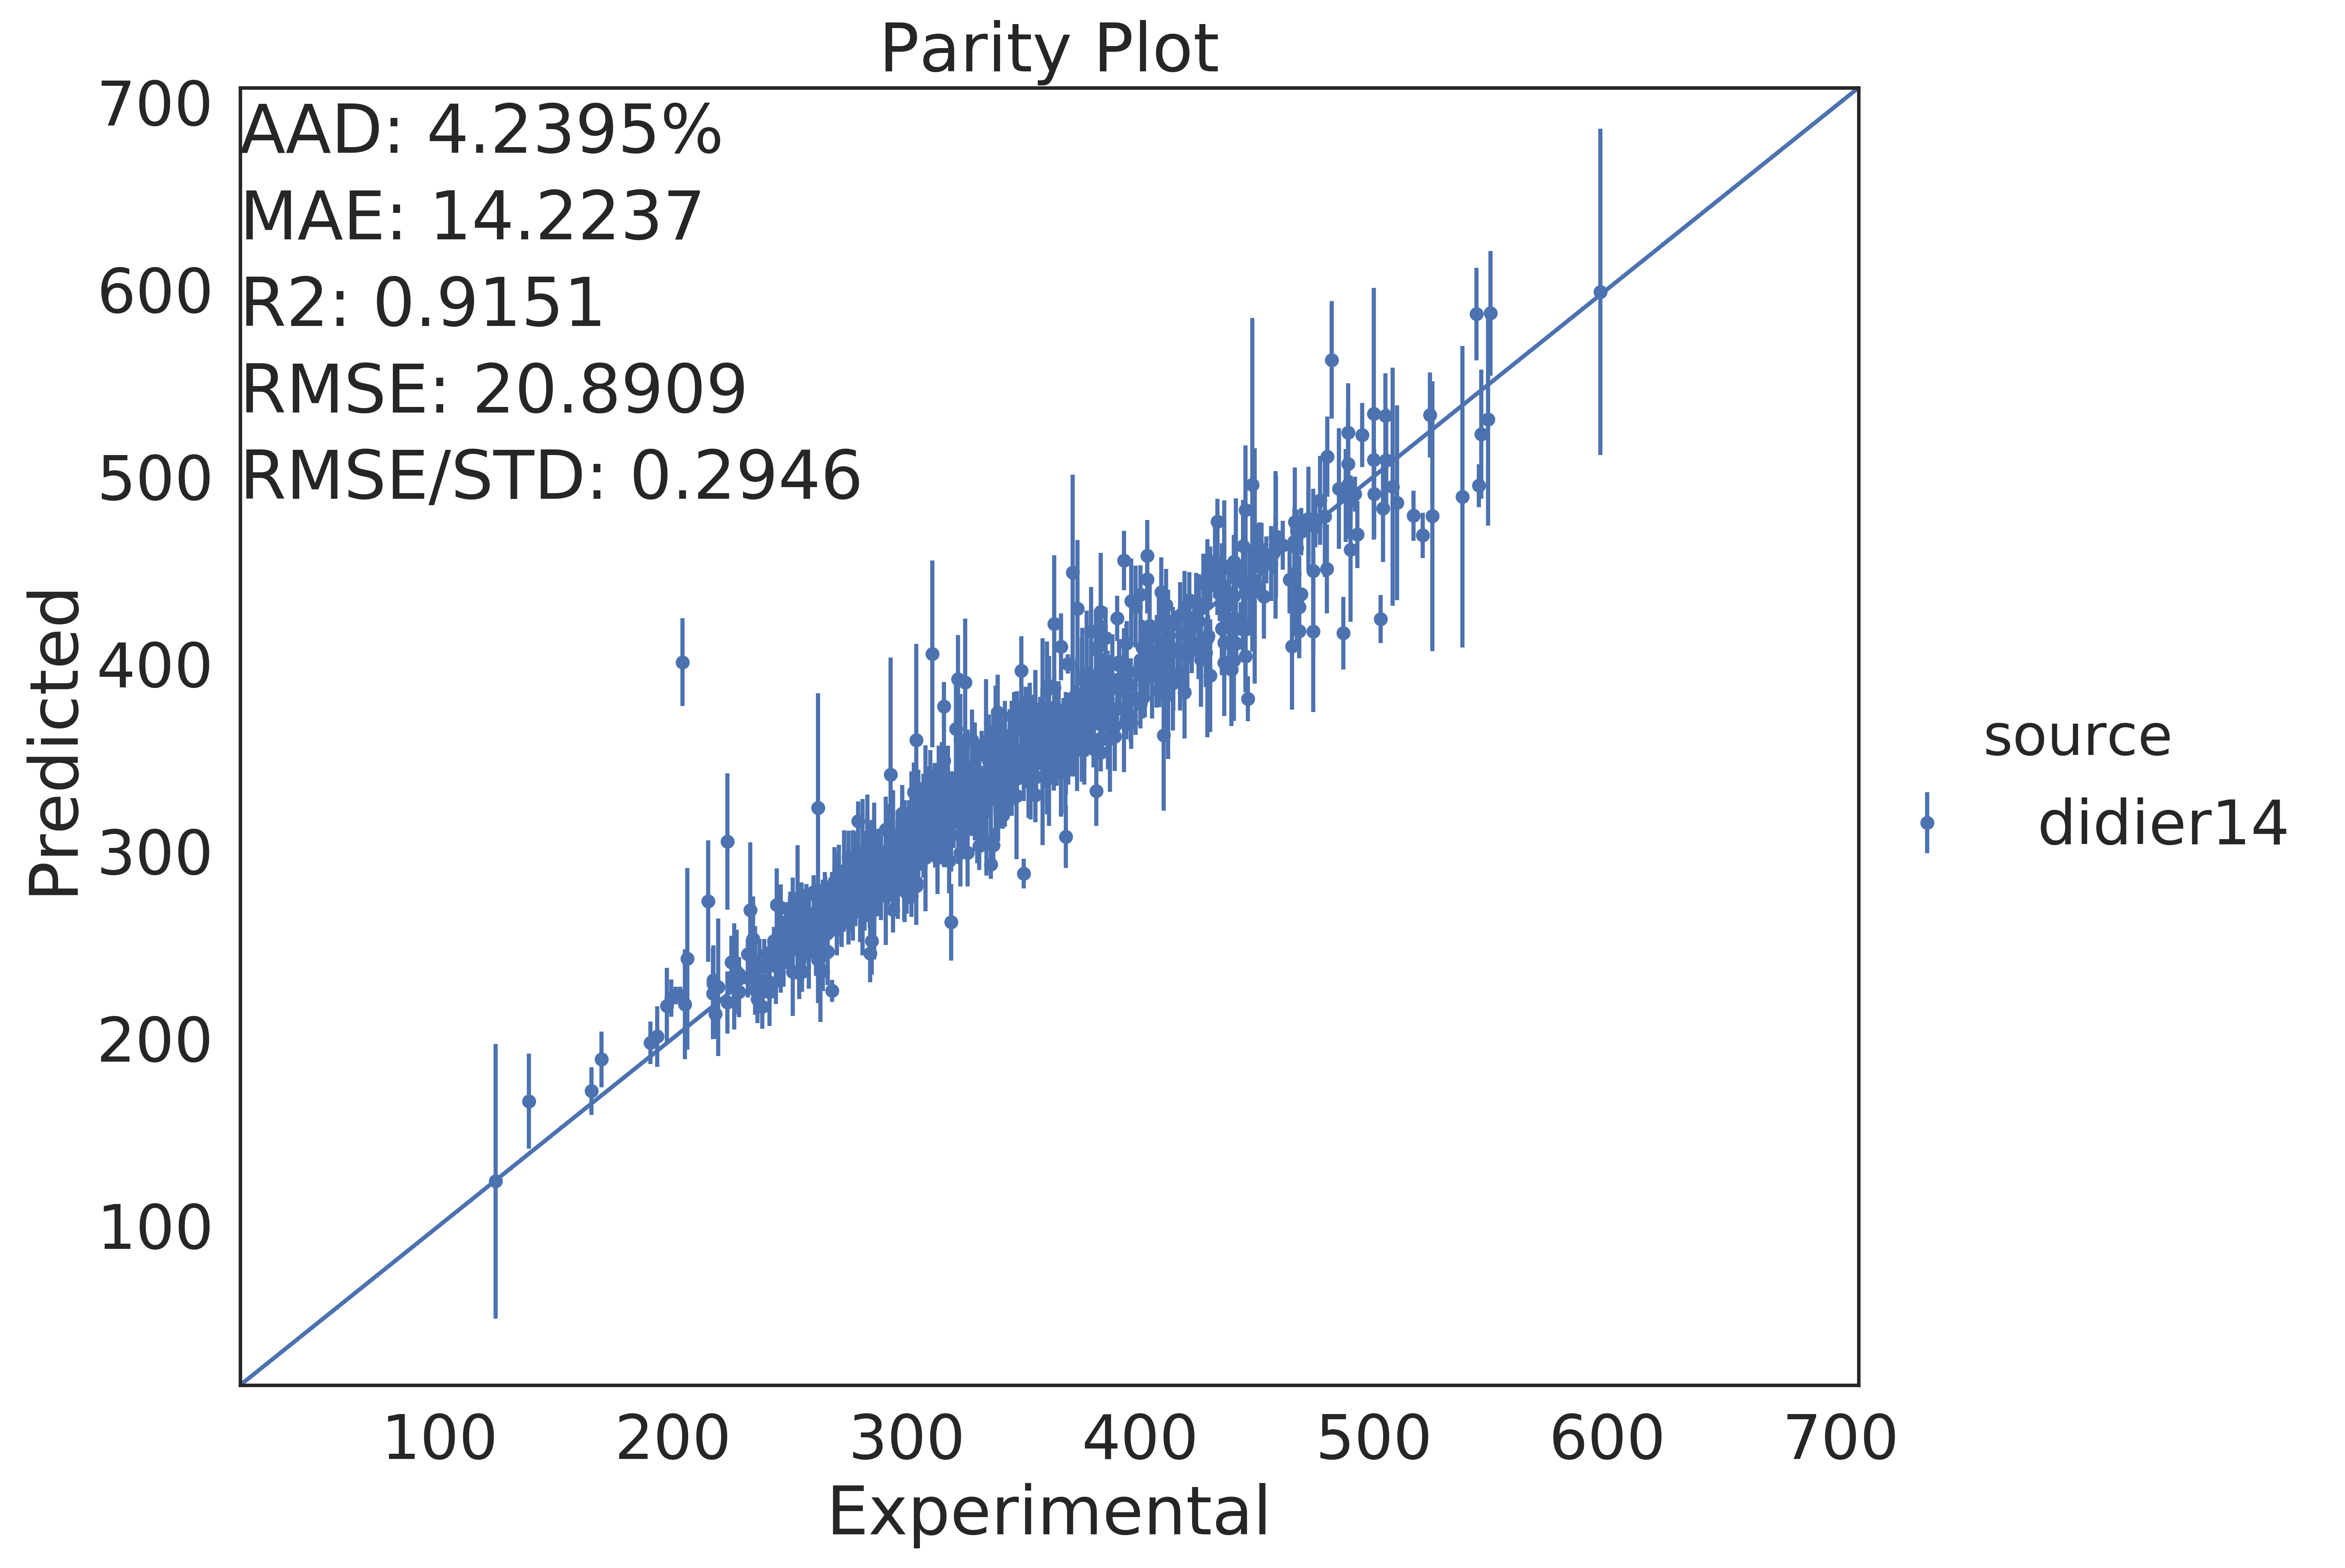 Parity Plot
AAD: 4.2395%
MAE: 14.2237
R2: 0.9151
RMSE: 20.8909
RMSE/STD: 0.2946
700
600
500
400
300
200
100
Predicted
100 200 300 400 500 600 700
Experimental
source
didier14